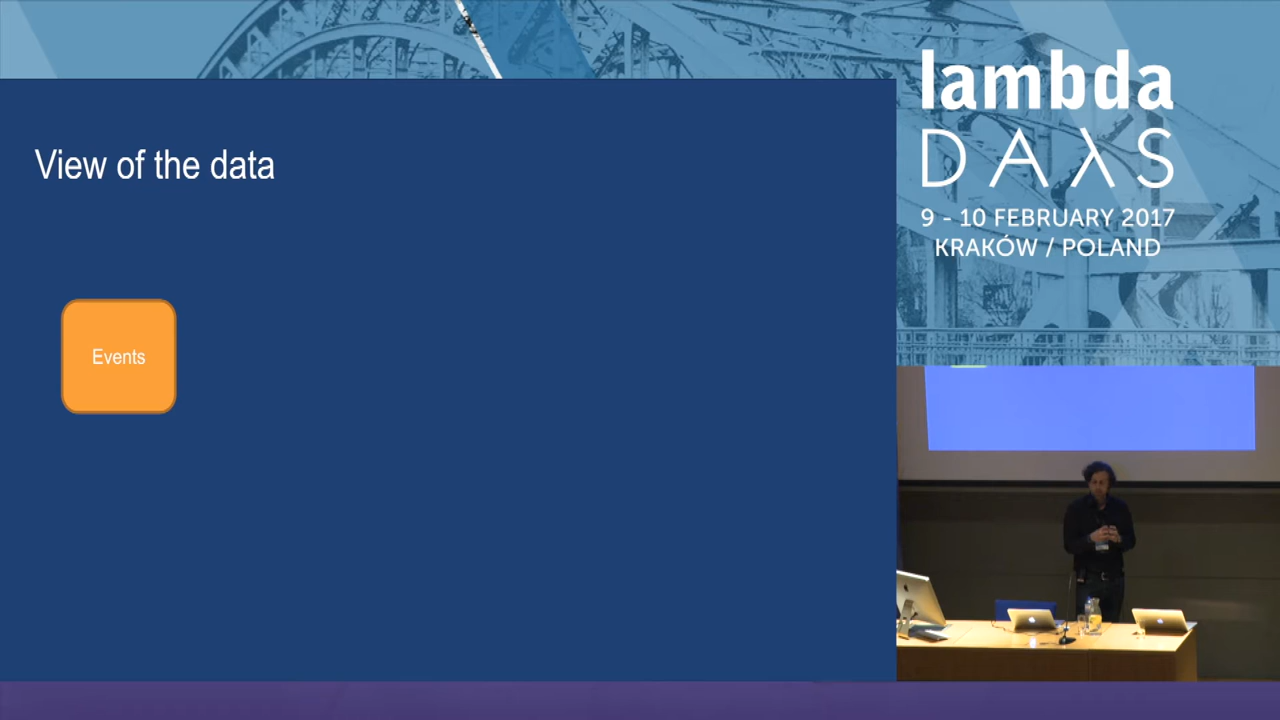 View of the data
Events
lambda
DAλS
9 - 10 FEBRUARY 2017
KRAKÓW / POLAND